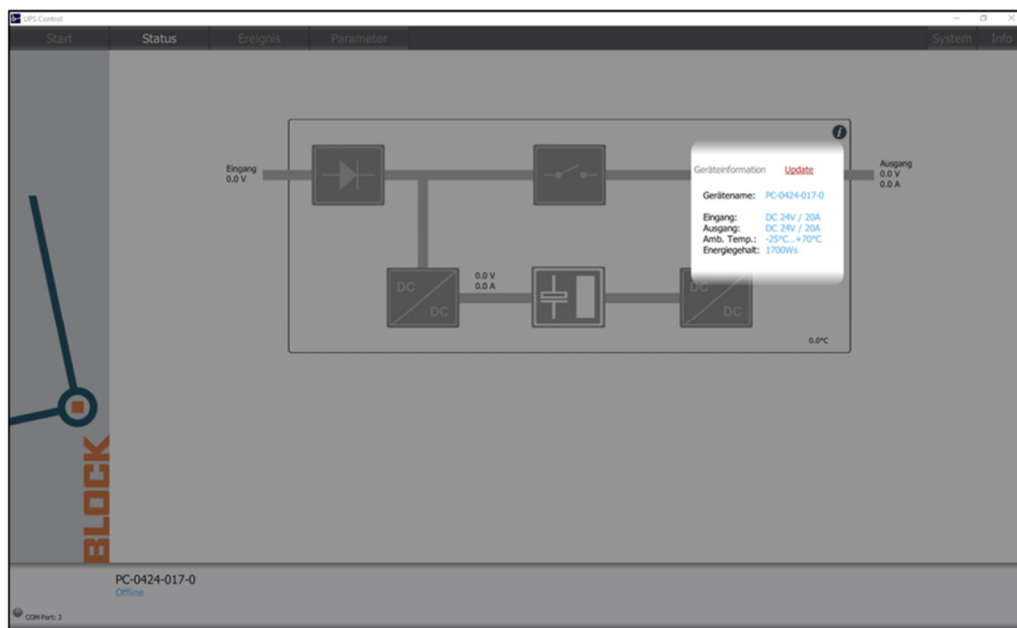 UPS Control
Start Status Ereignis Parameter System Info
Eingang
0.0 V
Geräteinformation Update
Gerätename: PC-0424-017-0
Eingang: DC 24V / 20A
Ausgang: DC 24V / 20A
Amb. Temp.: -25°C...+70°C
Energiegehalt: 1700Ws
Ausgang
0.0 V
0.0 A
DC
DC
0.0 V
0.0 A
DC
DC
0.0°C
BLOCK
PC-0424-017-0
Offline
COM Port: 3